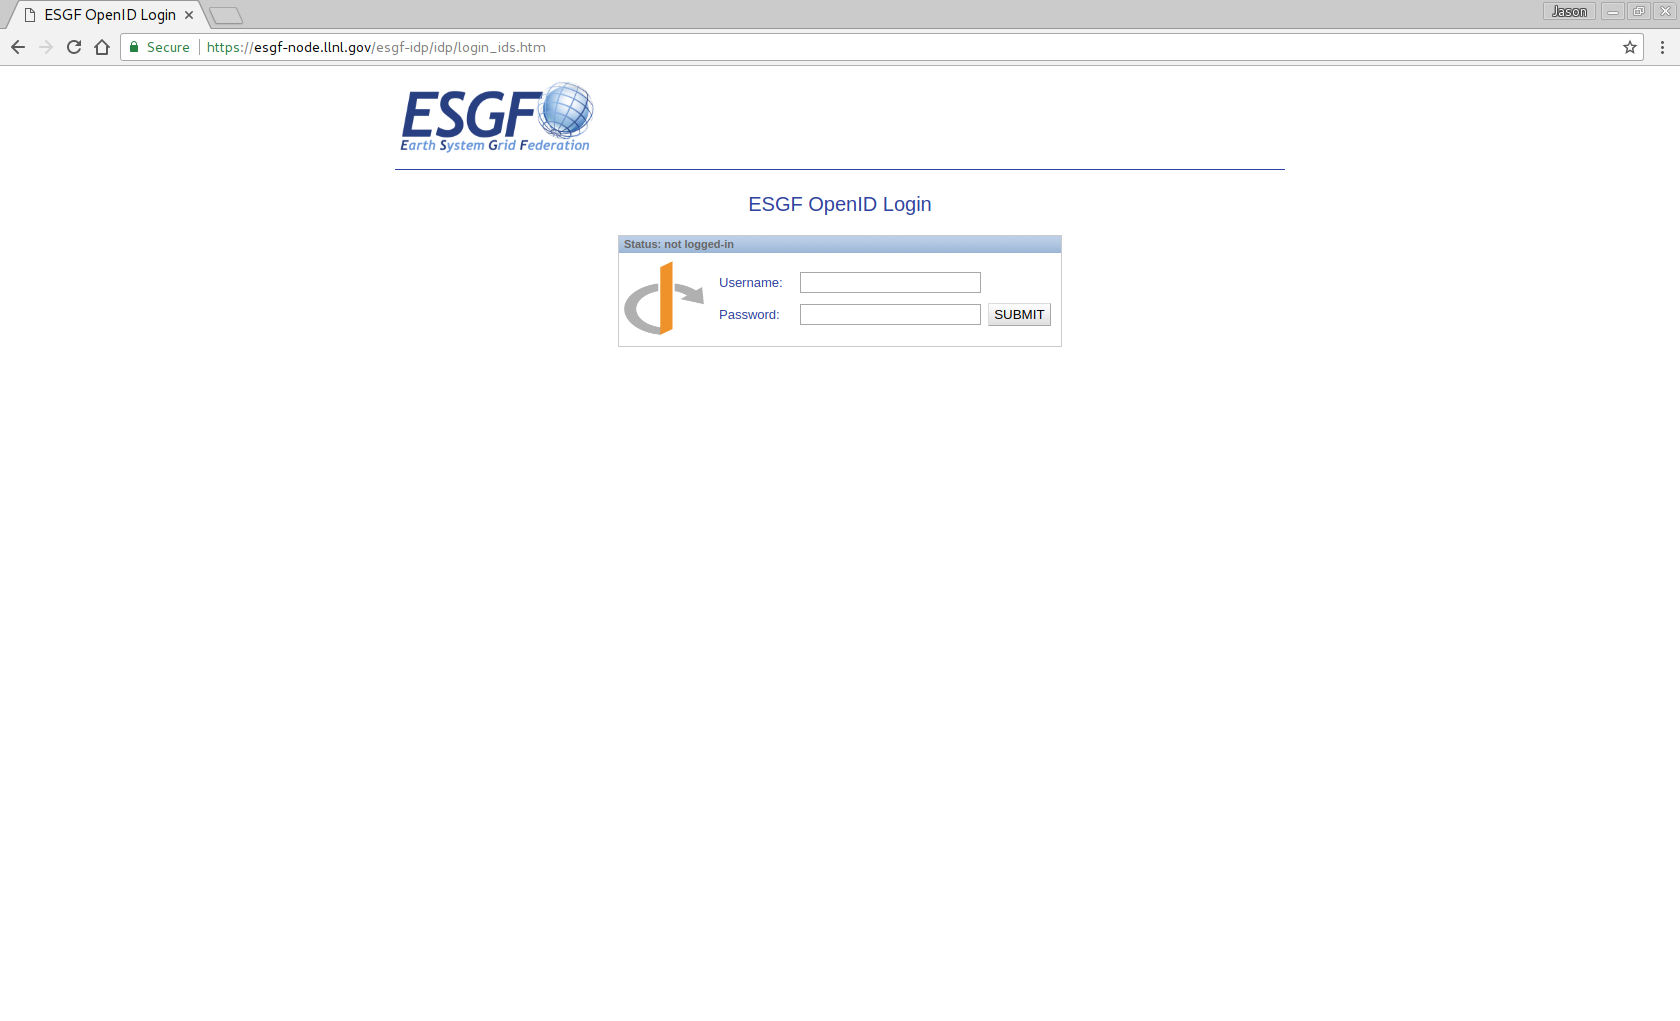 ESGF OpenID Login
Jason
Secure https://esgf-node.llnl.gov/esgf-idp/idp/login_ids.htm
ESGF
Earth System Grid Federation
ESGF OpenID Login
Status: not logged-in
Username:
Password:
SUBMIT